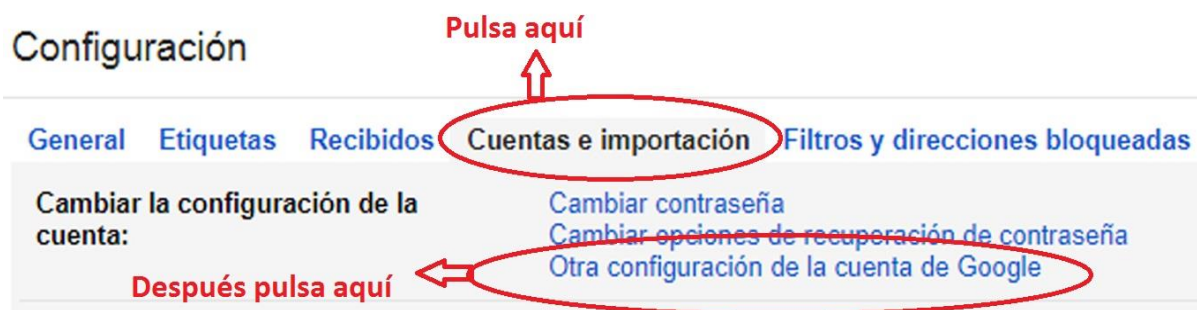 Pulsa aquí
Configuración
General Etiquetas Recibidos Cuentas e importación Filtros y direcciones bloqueadas
Cambiar la configuración de la cuenta:
Cambiar contraseña
Cambiar opciones de recuperación de contraseña
Otra configuración de la cuenta de Google
Después pulsa aquí